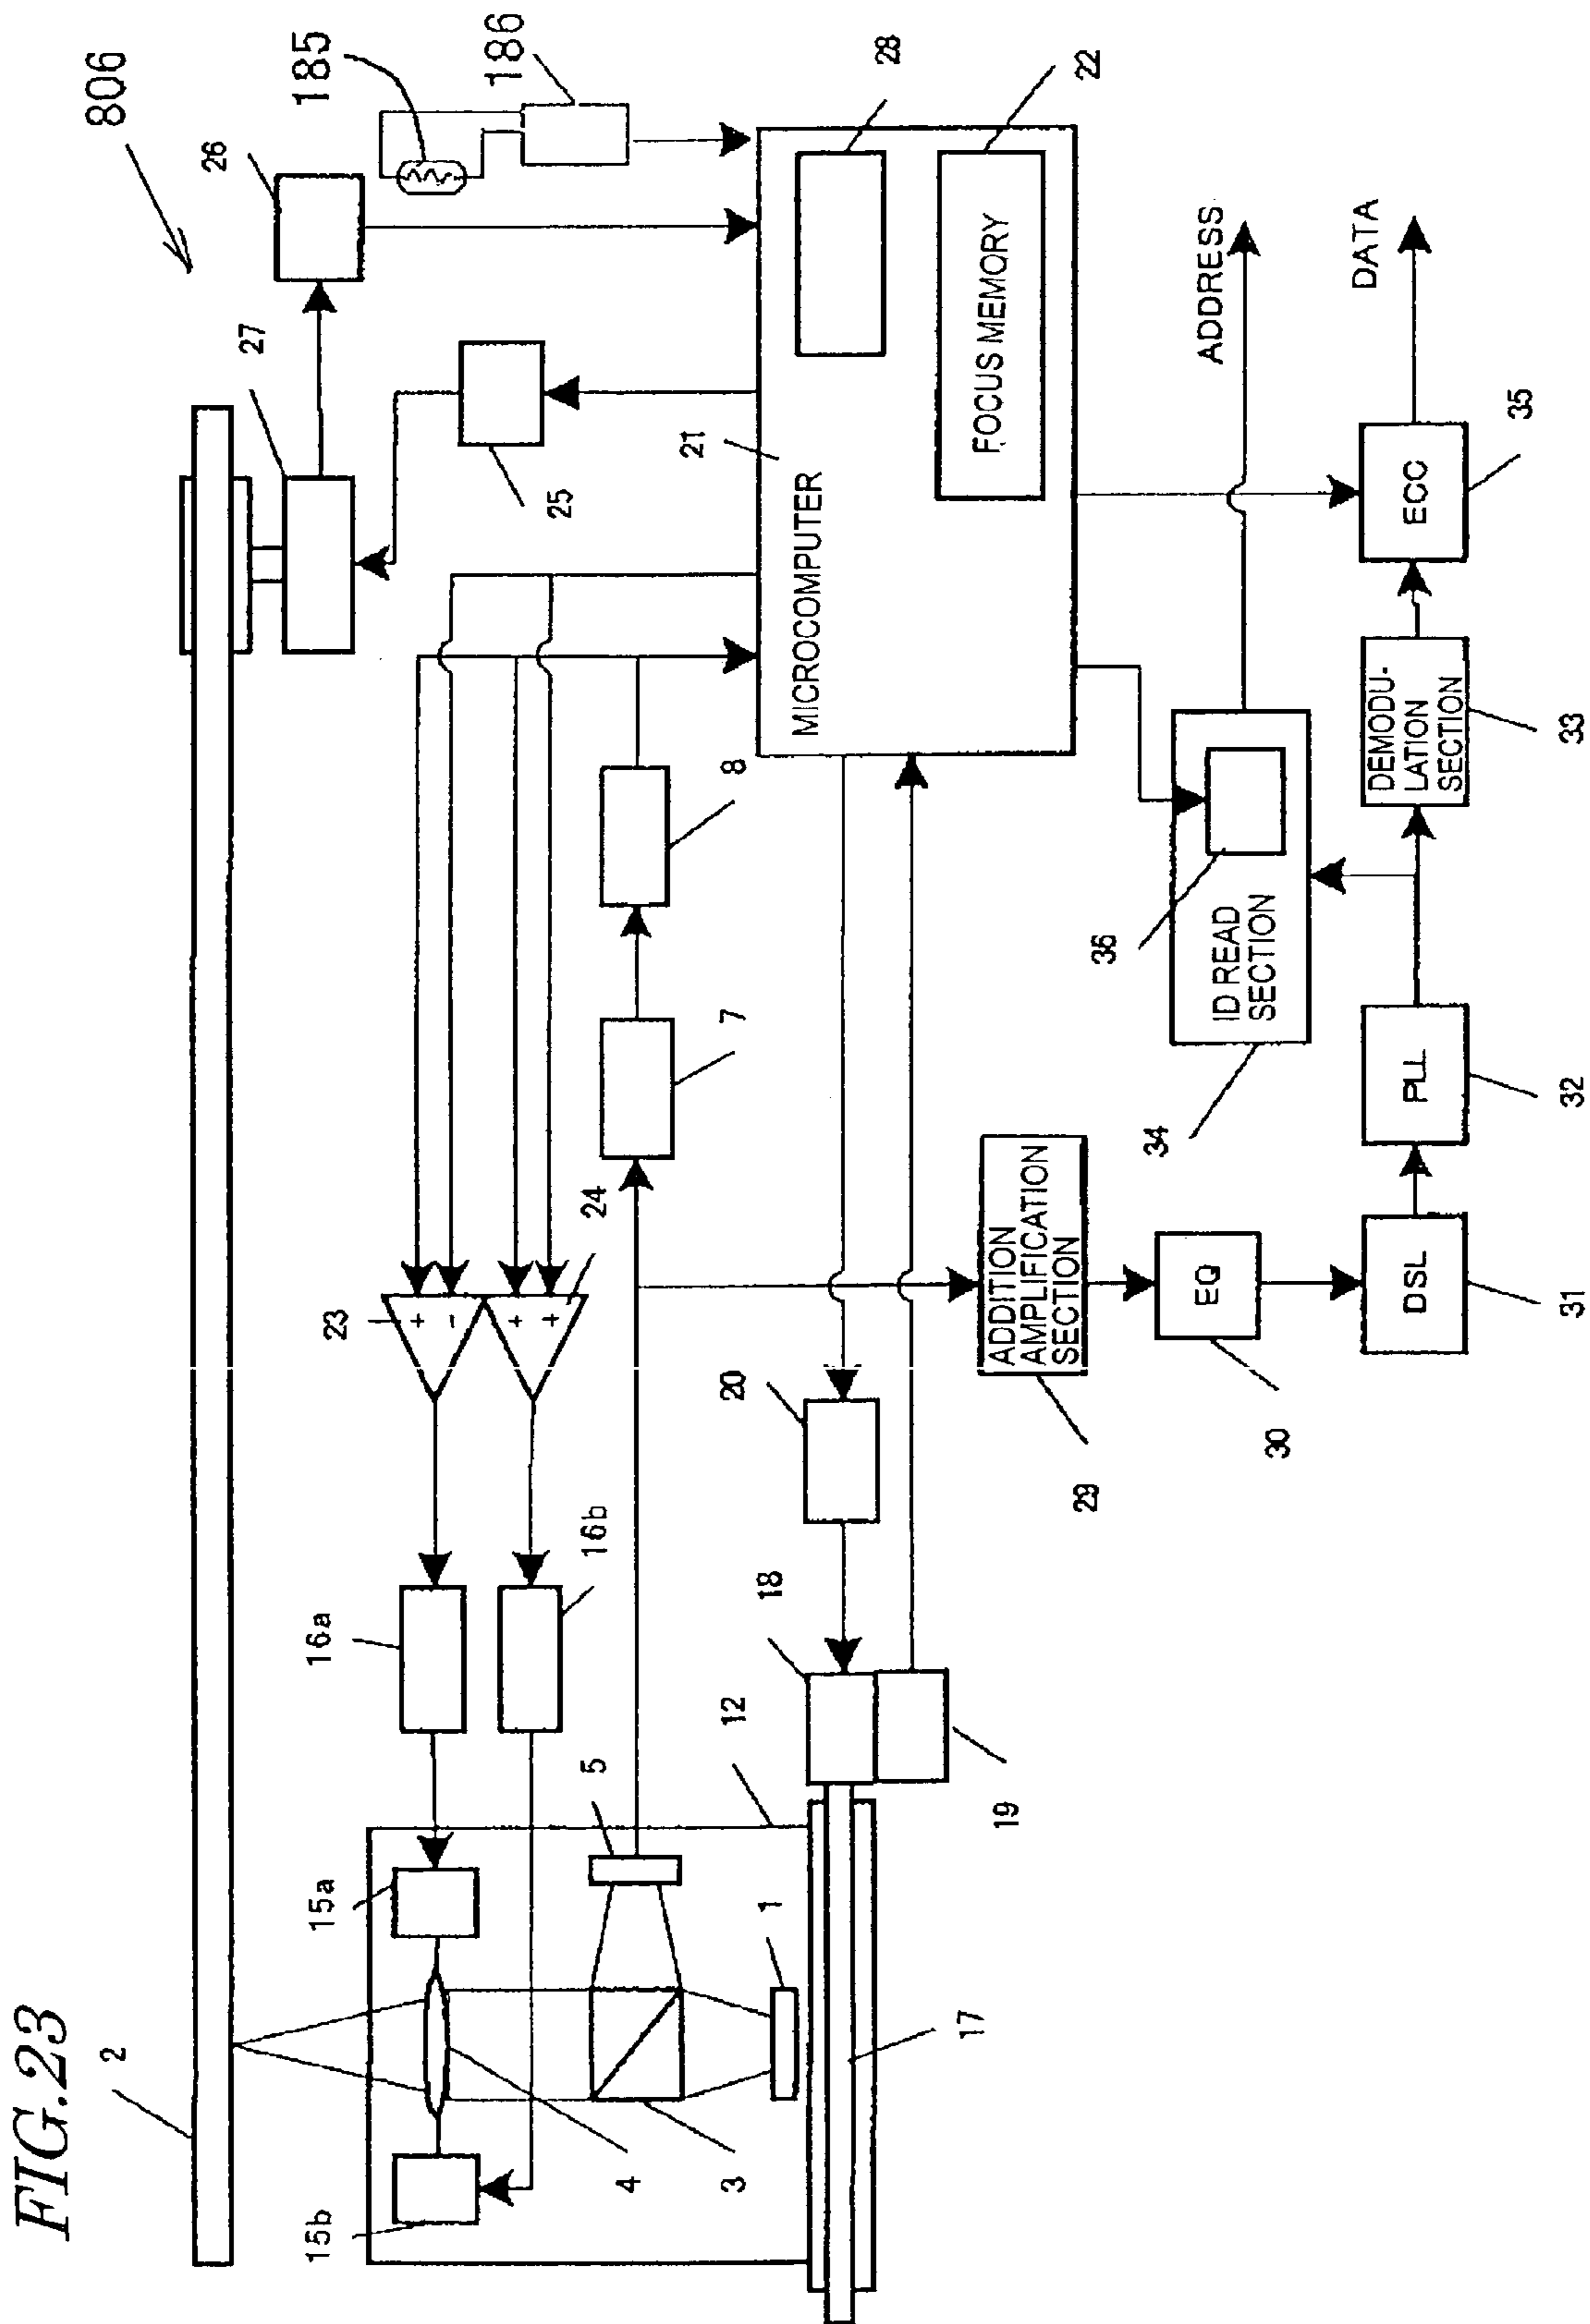 FIG.23
806
2
27
26
185
186
28
22
25
21
MICROCOMPUTER
FOCUS MEMORY
8
7
23
+
−
+
+
24
16a
16b
15a
15b
5
12
18
20
19
1
4
3
17
ADDITION
AMPLIFICATION
SECTION
29
EQ
30
DSL
31
PLL
32
ID READ
SECTION
36
34
DEMODU-
LATION
SECTION
33
ECC
35
ADDRESS
DATA